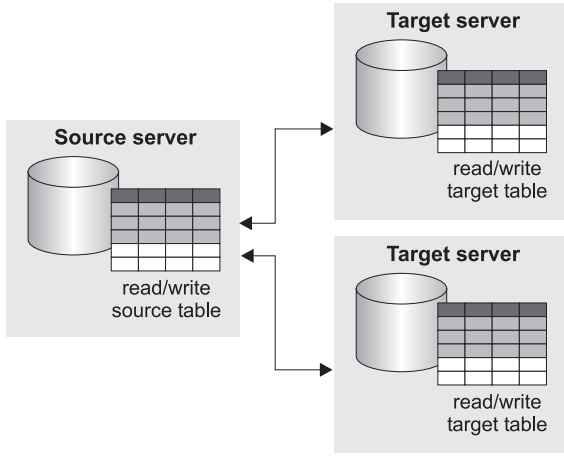 Source server
read/write
source table
Target server
read/write
target table
Target server
read/write
target table